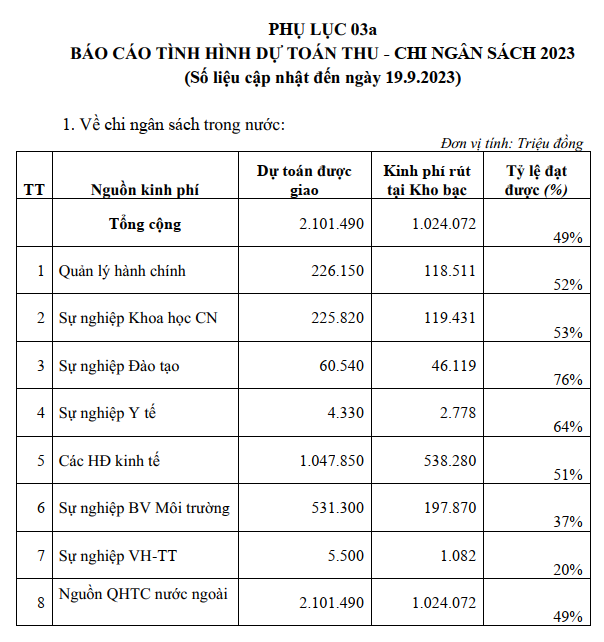 PHỤ LỤC 03a
BÁO CÁO TÌNH HÌNH DỰ TOÁN THU - CHI NGÂN SÁCH 2023
(Số liệu cập nhật đến ngày 19.9.2023)
1. Về chi ngân sách trong nước:
Đơn vị tính: Triệu đồng
TT Nguồn kinh phí Dự toán được giao Kinh phí rút tại Kho bạc Tỷ lệ đạt được (%)
Tổng cộng 2.101.490 1.024.072 49%
1 Quản lý hành chính 226.150 118.511 52%
2 Sự nghiệp Khoa học CN 225.820 119.431 53%
3 Sự nghiệp Đào tạo 60.540 46.119 76%
4 Sự nghiệp Y tế 4.330 2.778 64%
5 Các HĐ kinh tế 1.047.850 538.280 51%
6 Sự nghiệp BV Môi trường 531.300 197.870 37%
7 Sự nghiệp VH-TT 5.500 1.082 20%
8 Nguồn QHTC nước ngoài 2.101.490 1.024.072 49%